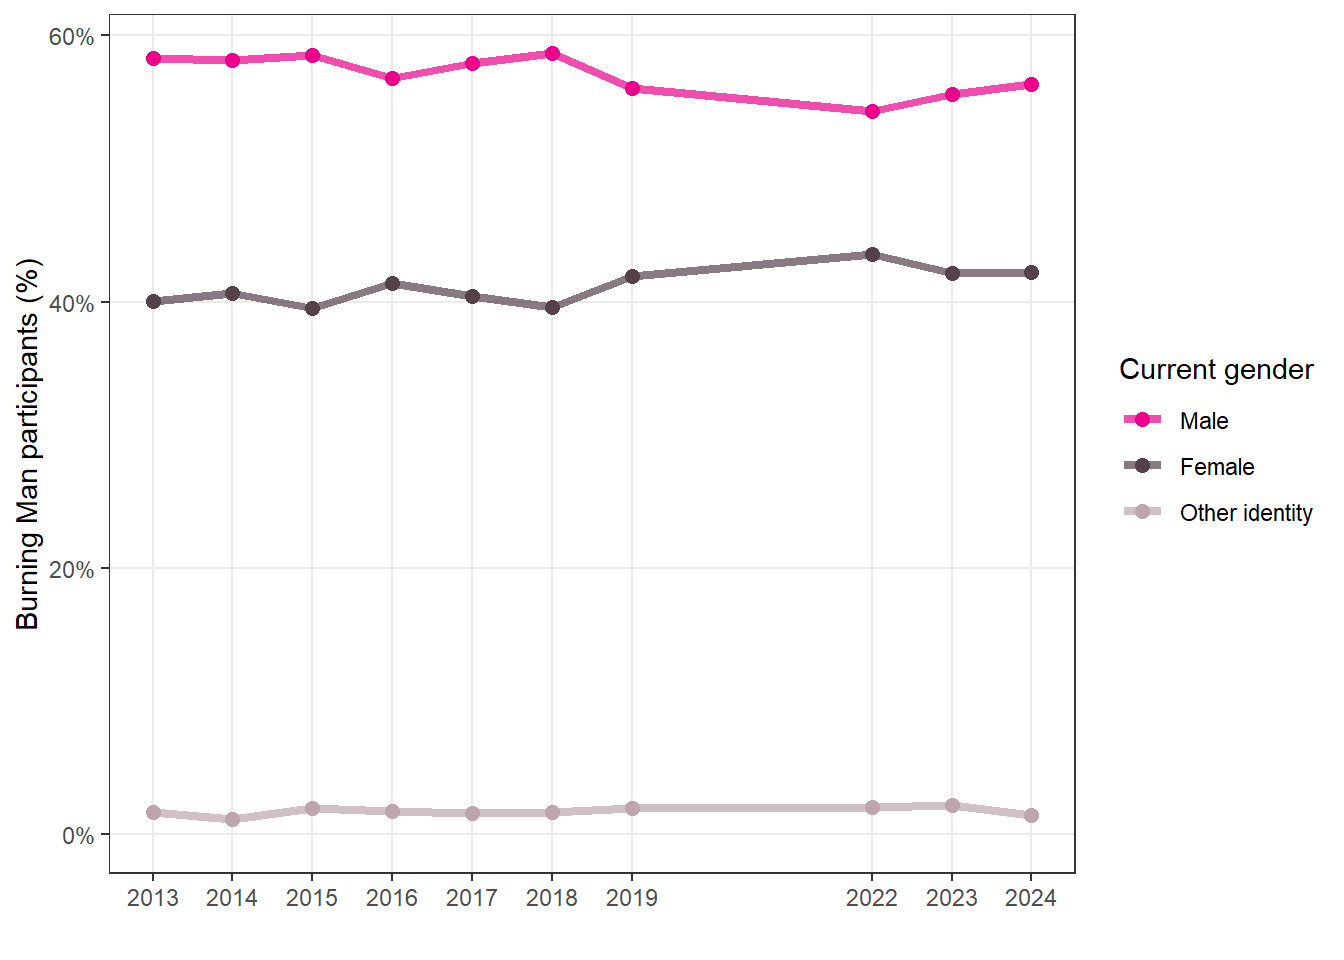 60%
40%
20%
0%
Burning Man participants (%)
2013 2014 2015 2016 2017 2018 2019 2022 2023 2024
Current gender
Male
Female
Other identity